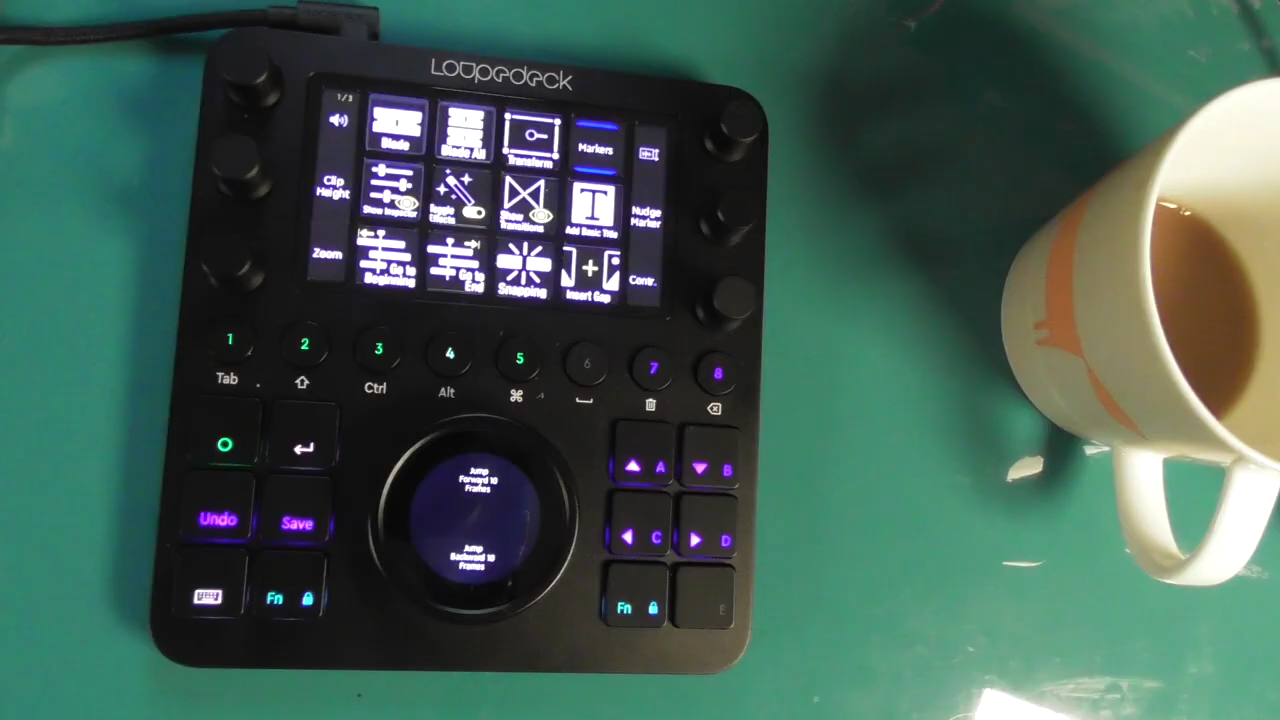 Loupedeck
1/3
Blade
Blade All
Transform
Markers
Clip
Height
Show Inspector
Toggle
Effects
Show
Transitions
Add Basic Title
T
Nudge
Marker
Zoom
Go to
Beginning
Go to
End
Snapping
Insert Gap
Contr.
1 2 3 4 5 6 7 8
Tab Ctrl Alt ⌘
Jump
Forward 10
Frames
A B
Undo Save
C D
Jump
Backward 10
Frames
Fn
Fn E